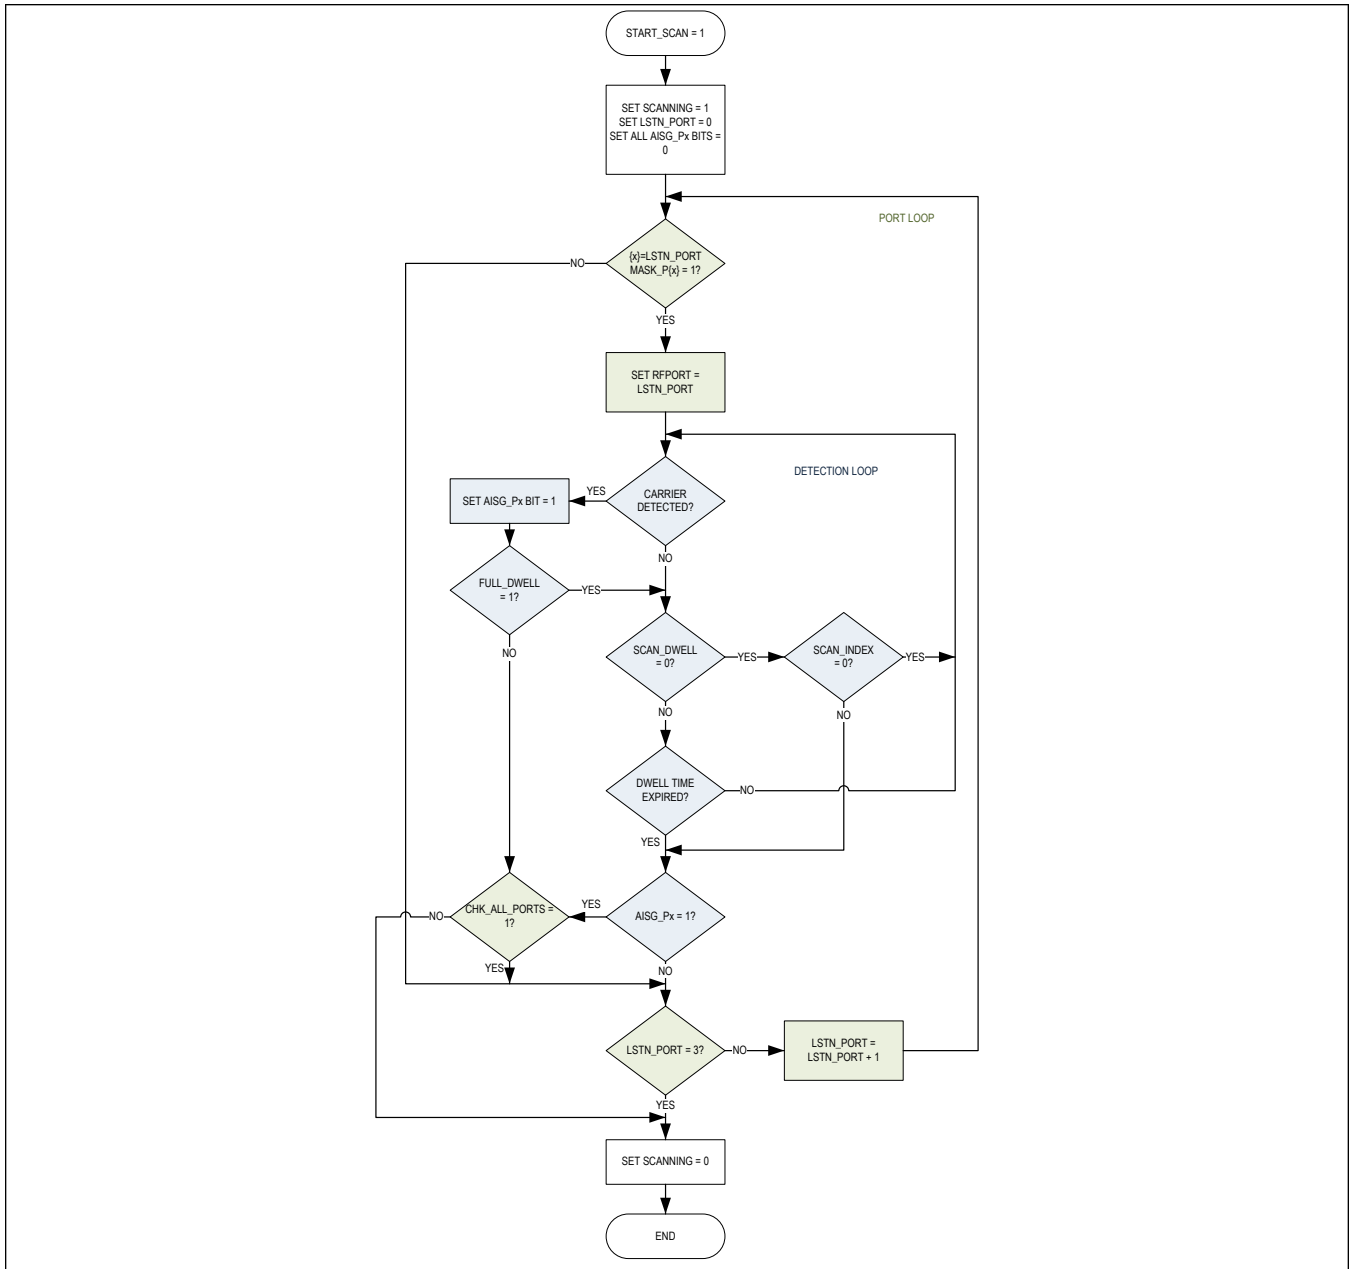 START_SCAN = 1
SET SCANNING = 1
SET LSTN_PORT = 0
SET ALL AISG_Px BITS =
0
PORT LOOP
{x}=LSTN_PORT
MASK_P{x} = 1?
NO
YES
SET RFPORT =
LSTN_PORT
DETECTION LOOP
CARRIER
DETECTED?
YES
SET AISG_Px BIT = 1
NO
FULL_DWELL
= 1?
YES
NO
SCAN_DWELL
= 0?
YES
SCAN_INDEX
= 0?
YES
NO
NO
DWELL TIME
EXPIRED?
NO
YES
CHK_ALL_PORTS =
1?
NO
YES
AISG_Px = 1?
YES
NO
LSTN_PORT = 3?
NO
LSTN_PORT =
LSTN_PORT + 1
YES
SET SCANNING = 0
END